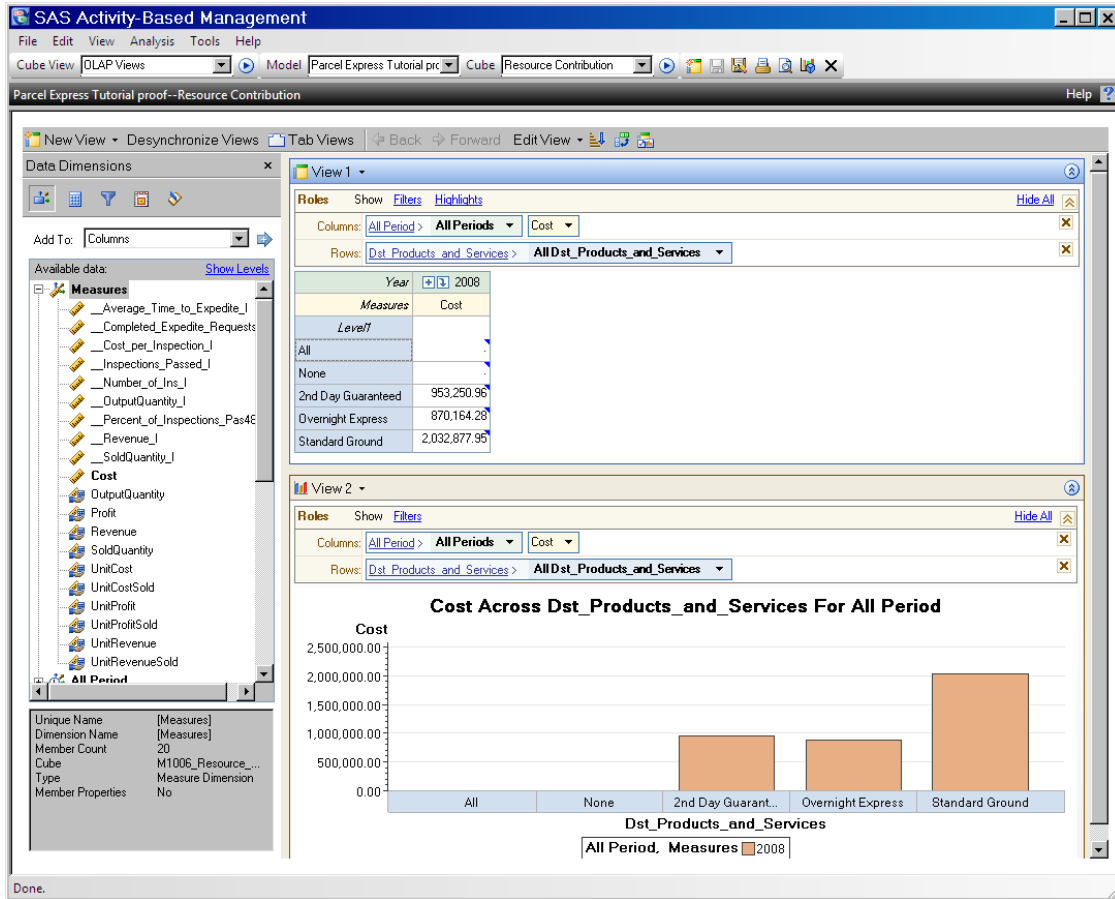 SAS Activity-Based Management
File Edit View Analysis Tools Help
Cube View OLAP Views Model Parcel Express Tutorial prc Cube Resource Contribution
Parcel Express Tutorial proof--Resource Contribution Help ?
New View Desynchronize Views Tab Views Back Forward Edit View
Data Dimensions ×
Add To: Columns
Available data: Show Levels
Measures
__Average_Time_to_Expedite_I
__Completed_Expedite_Requests
__Cost_per_Inspection_I
__Inspections_Passed_I
__Number_of_Ins_I
__OutputQuantity_I
__Percent_of_Inspections_Pas48
__Revenue_I
__SoldQuantity_I
Cost
OutputQuantity
Profit
Revenue
SoldQuantity
UnitCost
UnitCostSold
UnitProfit
UnitProfitSold
UnitRevenue
UnitRevenueSold
All Period
Unique Name [Measures]
Dimension Name [Measures]
Member Count 20
Cube M1006_Resource_...
Type Measure Dimension
Member Properties No
View 1
Roles Show Filters Highlights Hide All
Columns: All Period > All Periods Cost
Rows: Dst_Products_and_Services > All Dst_Products_and_Services
Year 2008
Measures Cost
Level1
All .
None .
2nd Day Guaranteed 953,250.96
Overnight Express 870,164.28
Standard Ground 2,032,877.95
View 2
Roles Show Filters Hide All
Columns: All Period > All Periods Cost
Rows: Dst_Products_and_Services > All Dst_Products_and_Services
Cost Across Dst_Products_and_Services For All Period
Cost
2,500,000.00
2,000,000.00
1,500,000.00
1,000,000.00
500,000.00
0.00
All None 2nd Day Guarant... Overnight Express Standard Ground
Dst_Products_and_Services
All Period, Measures 2008
Done.